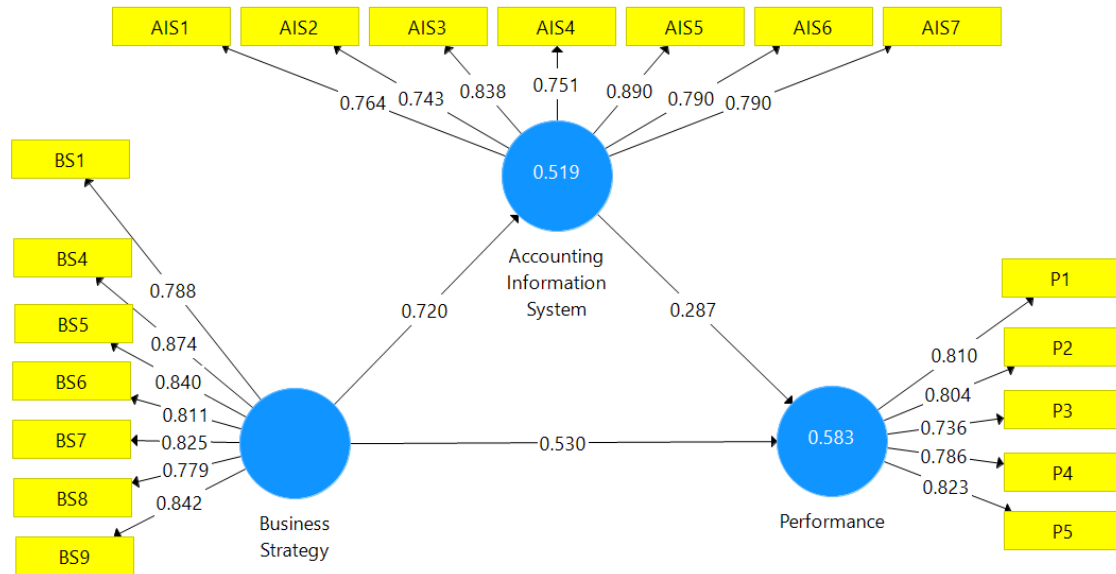 AIS1 AIS2 AIS3 AIS4 AIS5 AIS6 AIS7
0.764 0.743 0.838 0.751 0.890 0.790 0.790
0.519
Accounting
Information
System
BS1
BS4
BS5
BS6
BS7
BS8
BS9
0.788
0.874
0.840
0.811
0.825
0.779
0.842
Business
Strategy
0.720
0.287
0.530
0.583
Performance
0.810
0.804
0.736
0.786
0.823
P1
P2
P3
P4
P5